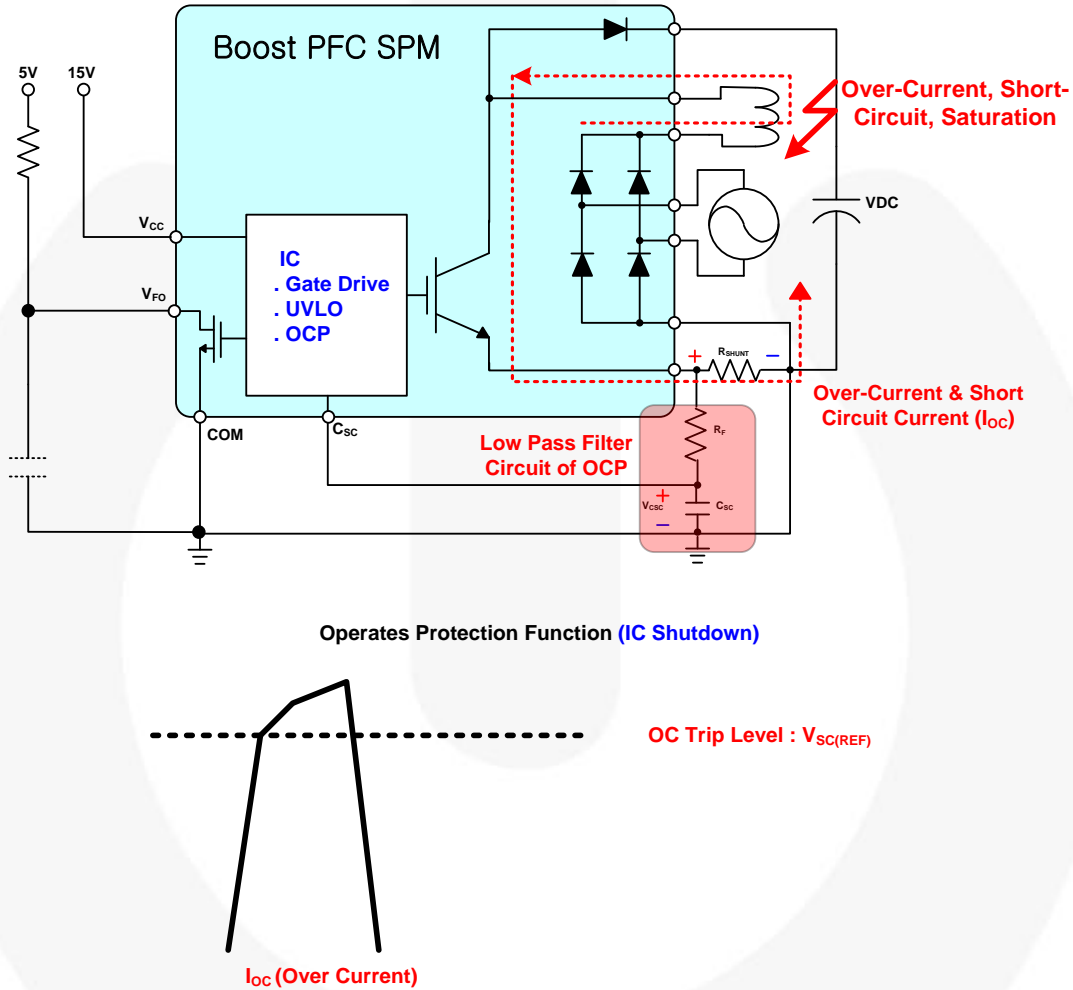 Boost PFC SPM
5V
15V
Over-Current, Short-
Circuit, Saturation
VDC
VCC
IC
. Gate Drive
. UVLO
. OCP
VFO
+
RSHUNT
−
Over-Current & Short
Circuit Current (IOC)
COM
CSC
Low Pass Filter
Circuit of OCP
RF
+
VCSC
CSC
−
Operates Protection Function (IC Shutdown)
OC Trip Level : VSC(REF)
IOC (Over Current)